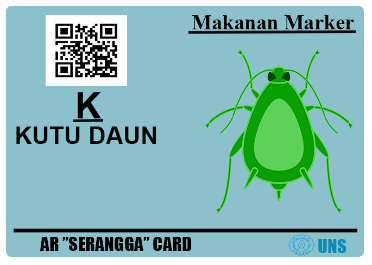 Makanan Marker
K
KUTU DAUN
AR "SERANGGA" CARD
UNS